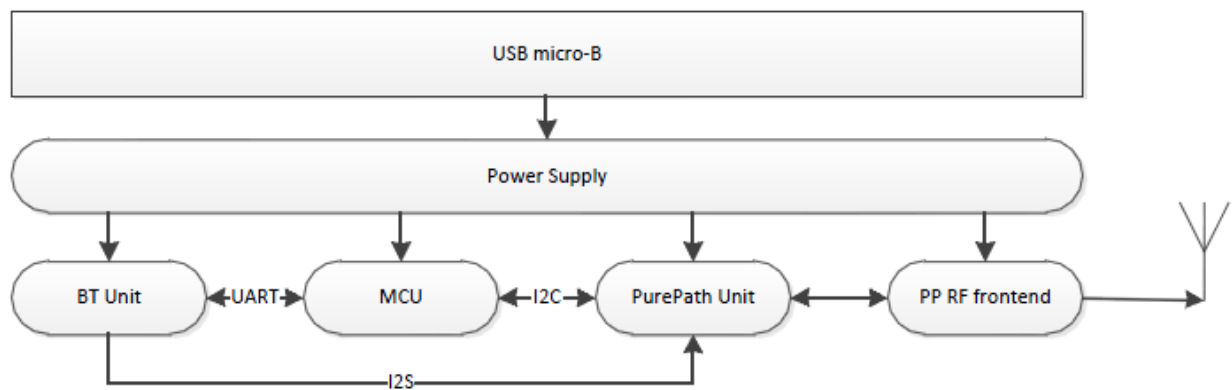 USB micro-B
Power Supply
BT Unit
UART
MCU
I2C
PurePath Unit
PP RF frontend
I2S